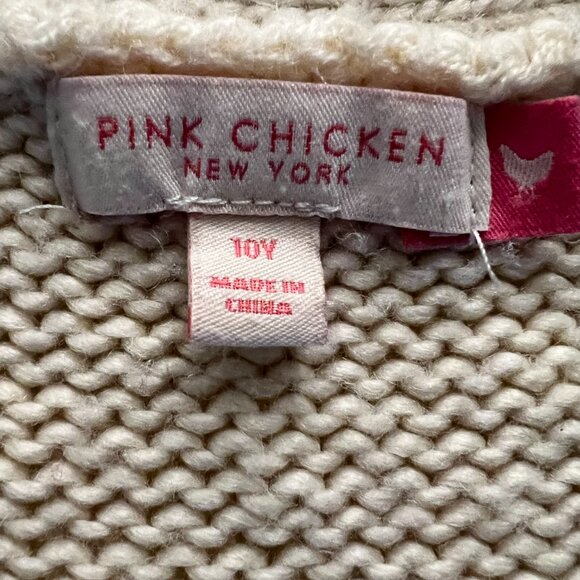 PINK CHICKEN
NEW YORK
10Y
MADE IN
CHINA